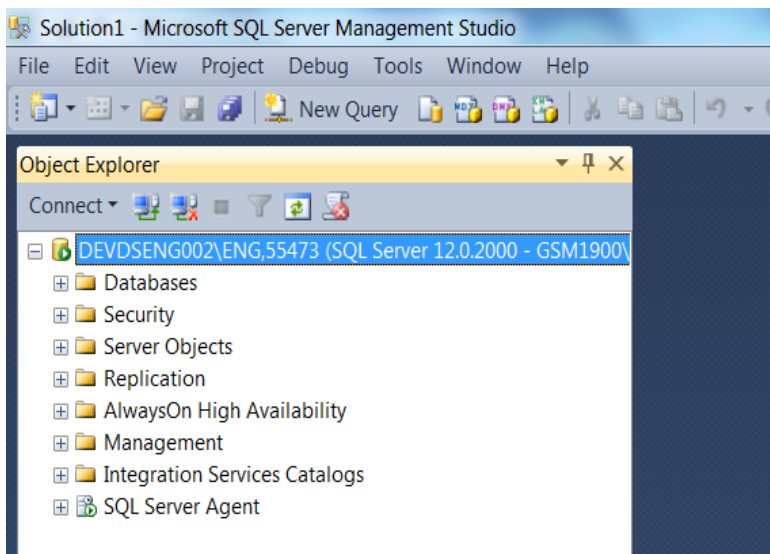 Solution1 - Microsoft SQL Server Management Studio
File Edit View Project Debug Tools Window Help
New Query
Object Explorer
Connect
DEVDSENG002\ENG,55473 (SQL Server 12.0.2000 - GSM1900\
Databases
Security
Server Objects
Replication
AlwaysOn High Availability
Management
Integration Services Catalogs
SQL Server Agent